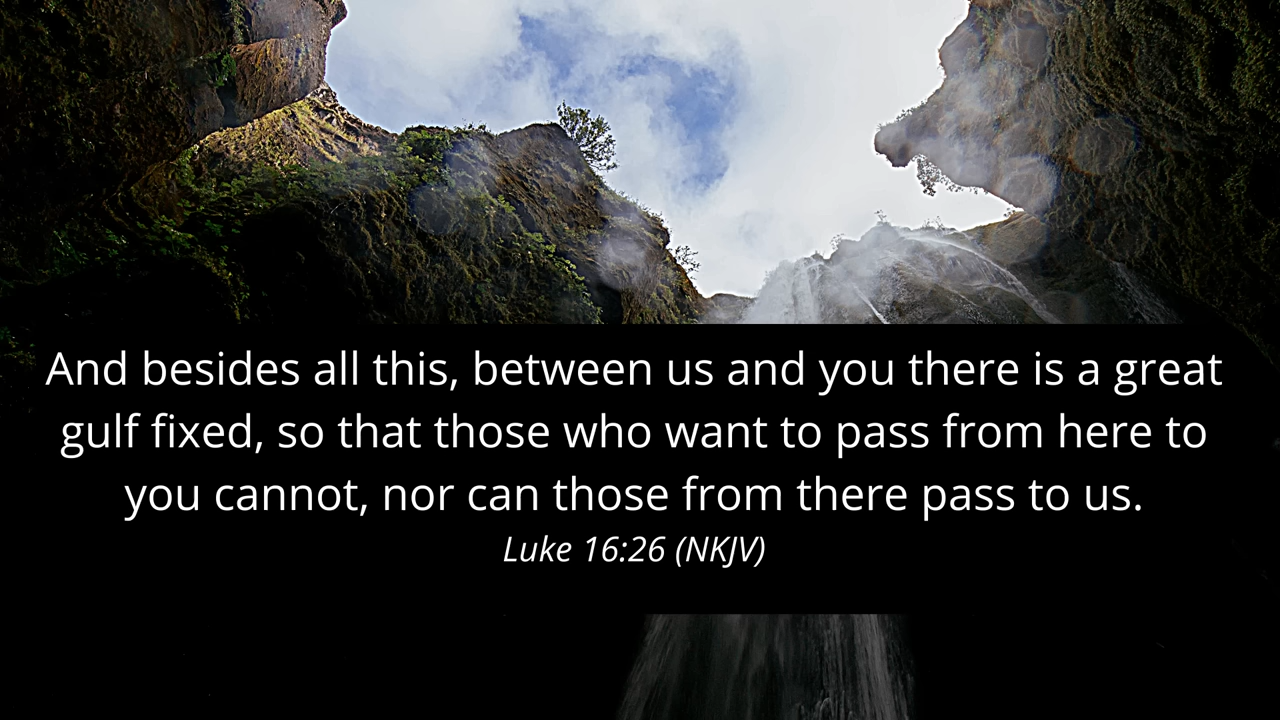 And besides all this, between us and you there is a great
gulf fixed, so that those who want to pass from here to
you cannot, nor can those from there pass to us.
Luke 16:26 (NKJV)